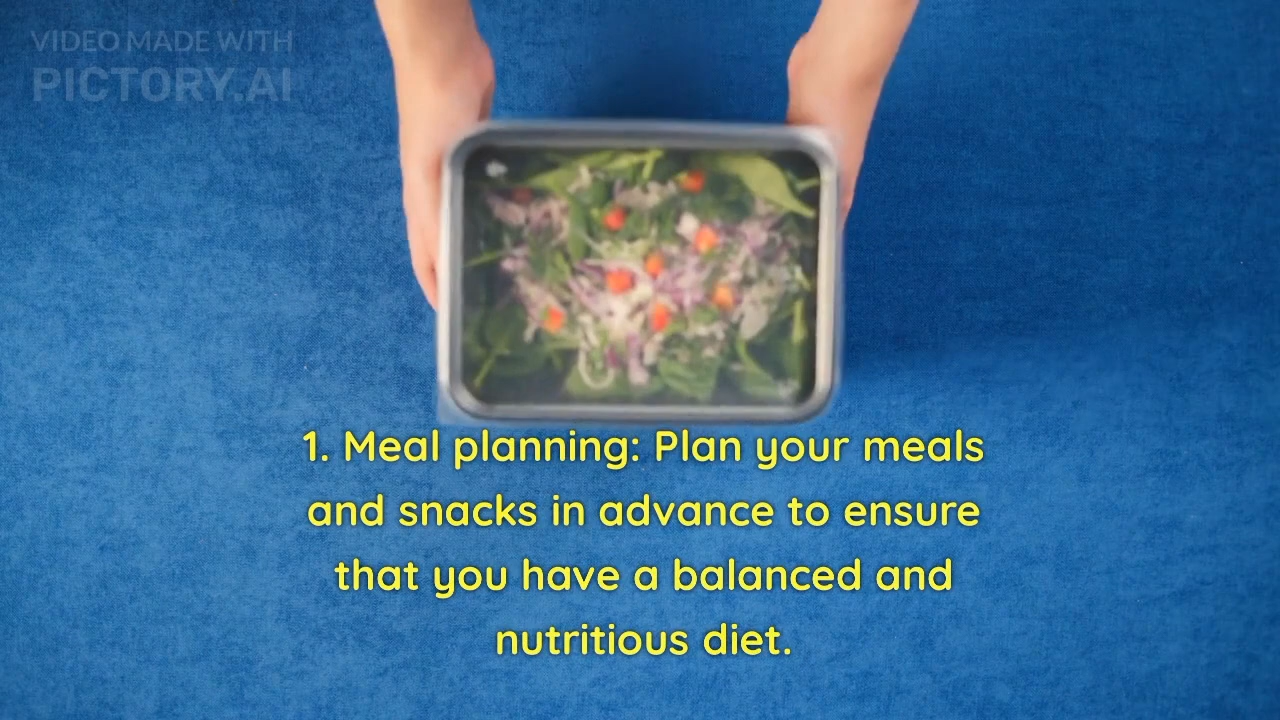 VIDEO MADE WITH
PICTORY.AI
1. Meal planning: Plan your meals
and snacks in advance to ensure
that you have a balanced and
nutritious diet.